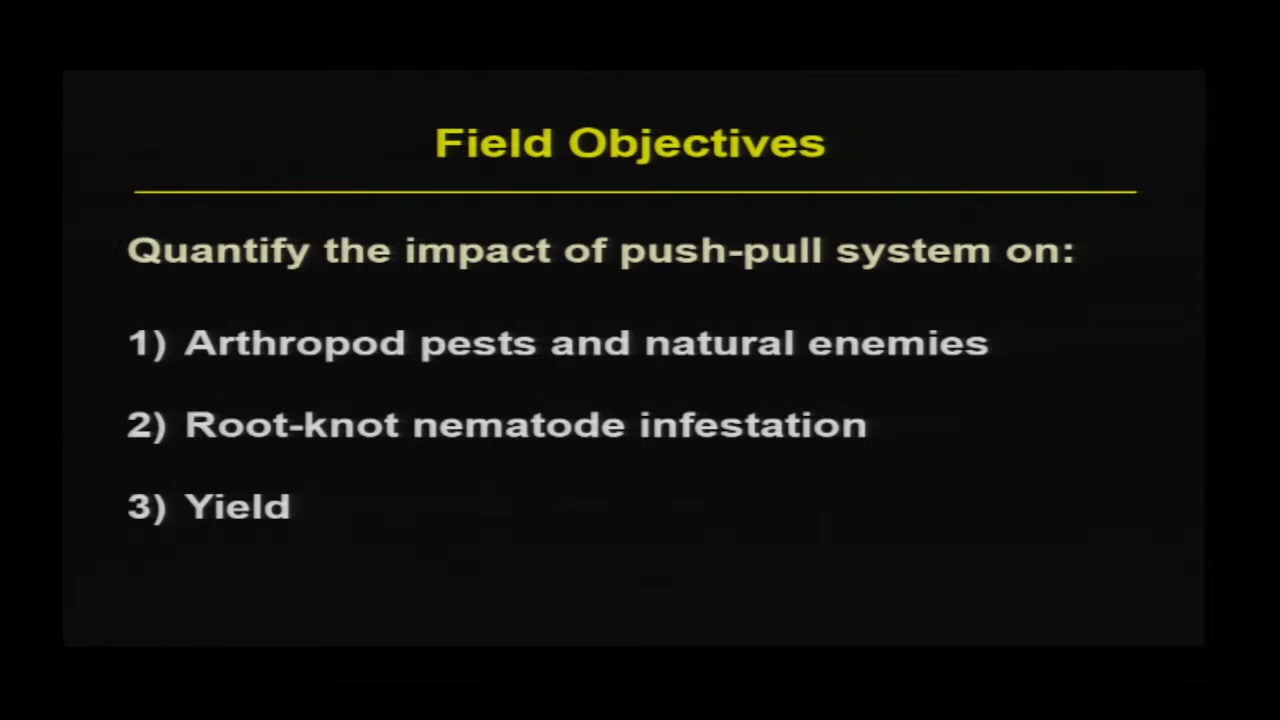 Field Objectives
Quantify the impact of push-pull system on:
1) Arthropod pests and natural enemies
2) Root-knot nematode infestation
3) Yield